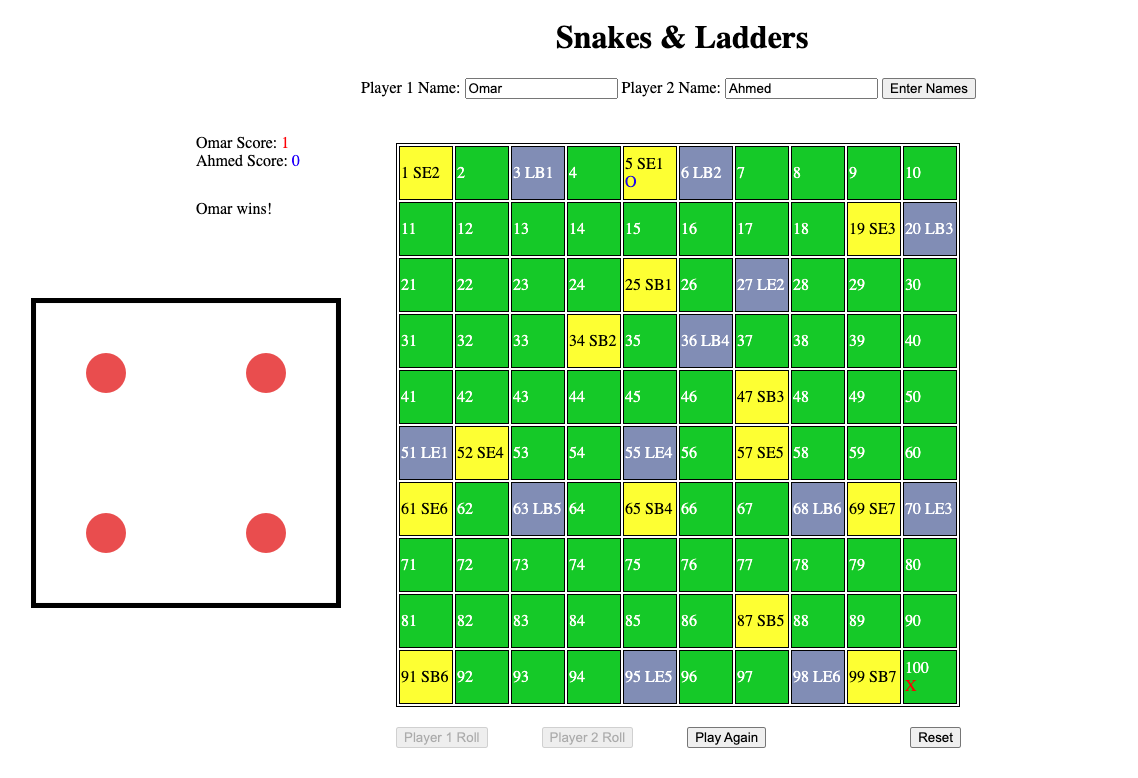 Snakes & Ladders
Player 1 Name: Omar Player 2 Name: Ahmed Enter Names
Omar Score: 1
Ahmed Score: 0
Omar wins!
1 SE2 2 3 LB1 4 5 SE1 O 6 LB2 7 8 9 10
11 12 13 14 15 16 17 18 19 SE3 20 LB3
21 22 23 24 25 SB1 26 27 LE2 28 29 30
31 32 33 34 SB2 35 36 LB4 37 38 39 40
41 42 43 44 45 46 47 SB3 48 49 50
51 LE1 52 SE4 53 54 55 LE4 56 57 SE5 58 59 60
61 SE6 62 63 LB5 64 65 SB4 66 67 68 LB6 69 SE7 70 LE3
71 72 73 74 75 76 77 78 79 80
81 82 83 84 85 86 87 SB5 88 89 90
91 SB6 92 93 94 95 LE5 96 97 98 LE6 99 SB7 100 X
Player 1 Roll Player 2 Roll Play Again Reset